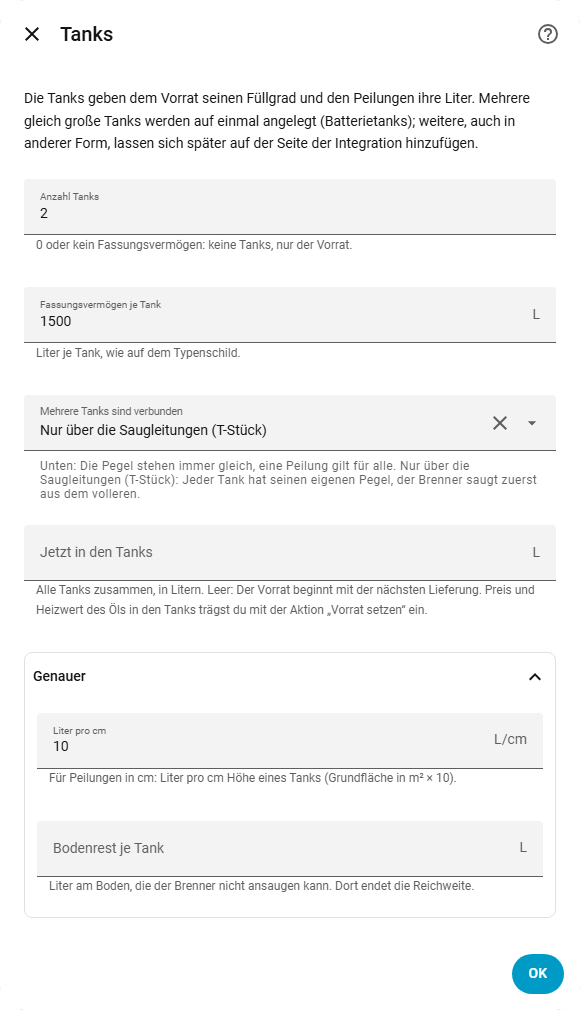 Tanks
Die Tanks geben dem Vorrat seinen Füllgrad und den Peilungen ihre Liter. Mehrere
gleich große Tanks werden auf einmal angelegt (Batterietanks); weitere, auch in
anderer Form, lassen sich später auf der Seite der Integration hinzufügen.
Anzahl Tanks
2
0 oder kein Fassungsvermögen: keine Tanks, nur der Vorrat.
Fassungsvermögen je Tank
1500
L
Liter je Tank, wie auf dem Typenschild.
Mehrere Tanks sind verbunden
Nur über die Saugleitungen (T-Stück)
Unten: Die Pegel stehen immer gleich, eine Peilung gilt für alle. Nur über die
Saugleitungen (T-Stück): Jeder Tank hat seinen eigenen Pegel, der Brenner saugt zuerst
aus dem volleren.
Jetzt in den Tanks
L
Alle Tanks zusammen, in Litern. Leer: Der Vorrat beginnt mit der nächsten Lieferung. Preis und
Heizwert des Öls in den Tanks trägst du mit der Aktion „Vorrat setzen“ ein.
Genauer
Liter pro cm
10
L/cm
Für Peilungen in cm: Liter pro cm Höhe eines Tanks (Grundfläche in m² × 10).
Bodenrest je Tank
L
Liter am Boden, die der Brenner nicht ansaugen kann. Dort endet die Reichweite.
OK